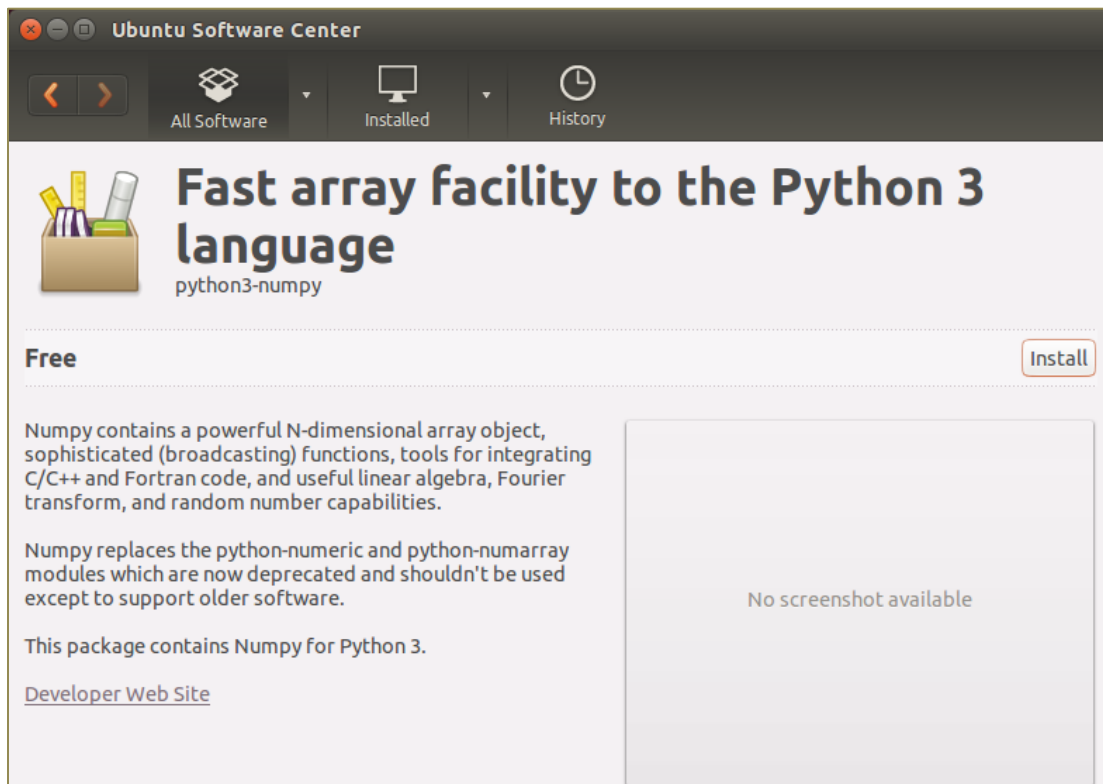 Ubuntu Software Center
All Software
Installed
History
Fast array facility to the Python 3
language
python3-numpy
Free
Install
Numpy contains a powerful N-dimensional array object,
sophisticated (broadcasting) functions, tools for integrating
C/C++ and Fortran code, and useful linear algebra, Fourier
transform, and random number capabilities.
Numpy replaces the python-numeric and python-numarray
modules which are now deprecated and shouldn't be used
except to support older software.
This package contains Numpy for Python 3.
Developer Web Site
No screenshot available